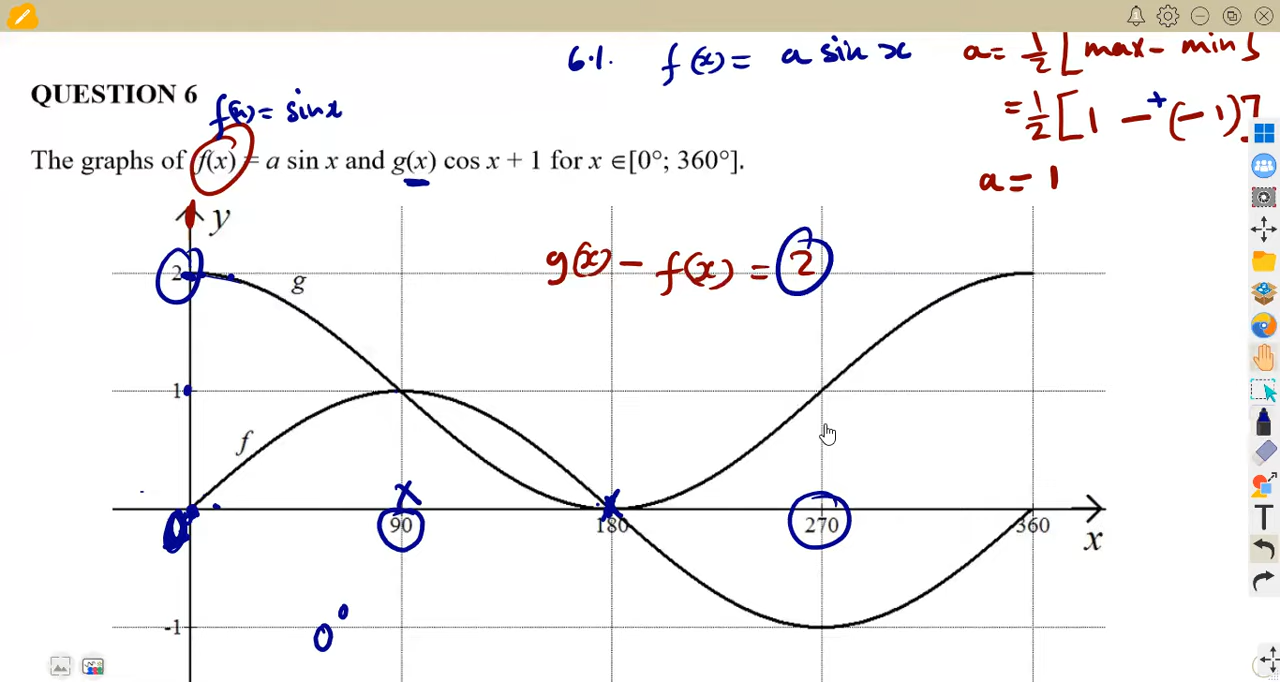 6.1. f(x) = a sin x
a = 1/2 [max - min]
QUESTION 6
f(x) = sin x
= 1/2 [1 - + (-1)]
The graphs of f(x) = a sin x and g(x) cos x + 1 for x ∈[0°; 360°].
a = 1
y
g(x) - f(x) = 2
2
g
1
f
x
x
0
90
180
270
360
x
0°
-1
T